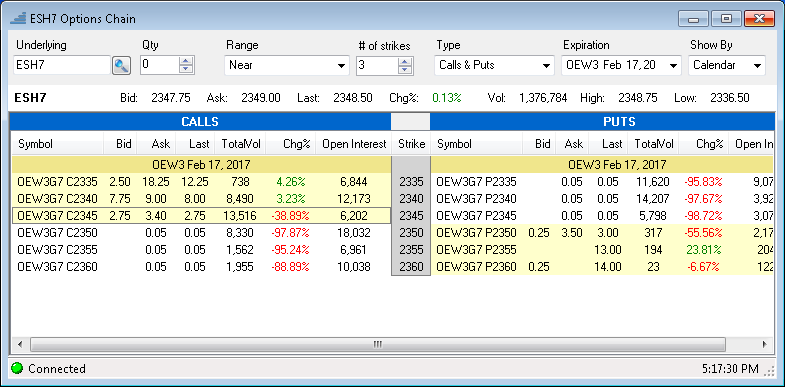 ESH7 Options Chain
Underlying Qty Range # of strikes Type Expiration Show By
ESH7 0 Near 3 Calls & Puts OEW3 Feb 17, 20 Calendar
ESH7 Bid: 2347.75 Ask: 2349.00 Last: 2348.50 Chg%: 0.13% Vol: 1,376,784 High: 2348.75 Low: 2336.50
CALLS PUTS
Symbol Bid Ask Last TotalVol Chg% Open Interest Strike Symbol Bid Ask Last TotalVol Chg% Open In
OEW3 Feb 17, 2017 OEW3 Feb 17, 2017
OEW3G7 C2335 2.50 18.25 12.25 738 4.26% 6,844 2335 OEW3G7 P2335 0.05 0.05 11,620 -95.83% 9,07
OEW3G7 C2340 7.75 9.00 8.00 8,490 3.23% 12,173 2340 OEW3G7 P2340 0.05 0.05 14,207 -97.67% 3,92
OEW3G7 C2345 2.75 3.40 2.75 13,516 -38.89% 6,202 2345 OEW3G7 P2345 0.05 0.05 5,798 -98.72% 3,07
OEW3G7 C2350 0.05 0.05 8,330 -97.87% 18,032 2350 OEW3G7 P2350 0.25 3.50 3.00 317 -55.56% 2,17
OEW3G7 C2355 0.05 0.05 1,562 -95.24% 6,961 2355 OEW3G7 P2355 13.00 194 23.81% 204
OEW3G7 C2360 0.05 0.05 1,955 -88.89% 10,038 2360 OEW3G7 P2360 0.25 14.00 23 -6.67% 122
Connected 5:17:30 PM